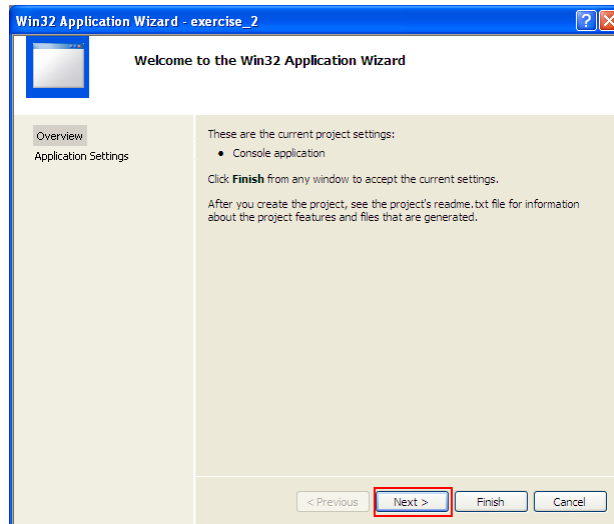 Win32 Application Wizard - exercise_2
Welcome to the Win32 Application Wizard
Overview
Application Settings
These are the current project settings:
• Console application
Click Finish from any window to accept the current settings.
After you create the project, see the project's readme.txt file for information
about the project features and files that are generated.
< Previous
Next >
Finish
Cancel